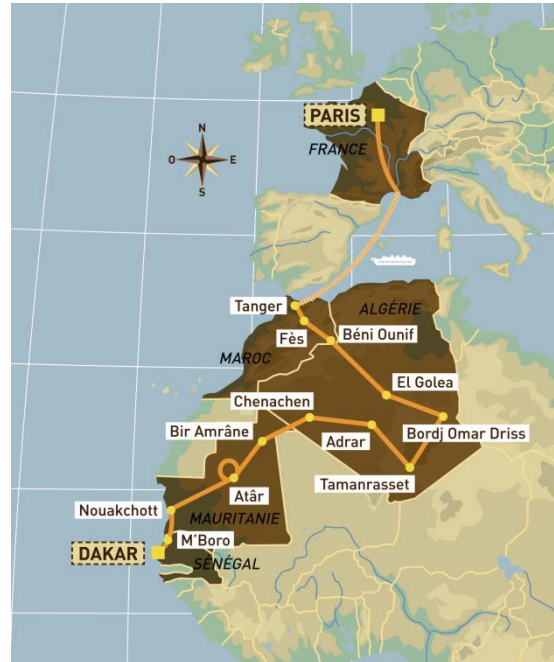 PARIS
FRANCE
N
O
E
S
Tanger
ALGÉRIE
Fès
Béni Ounif
MAROC
El Golea
Chenachen
Bir Amrâne
Adrar
Bordj Omar Driss
Tamanrasset
Atâr
Nouakchott
MAURITANIE
M'Boro
DAKAR
SÊNÉGAL